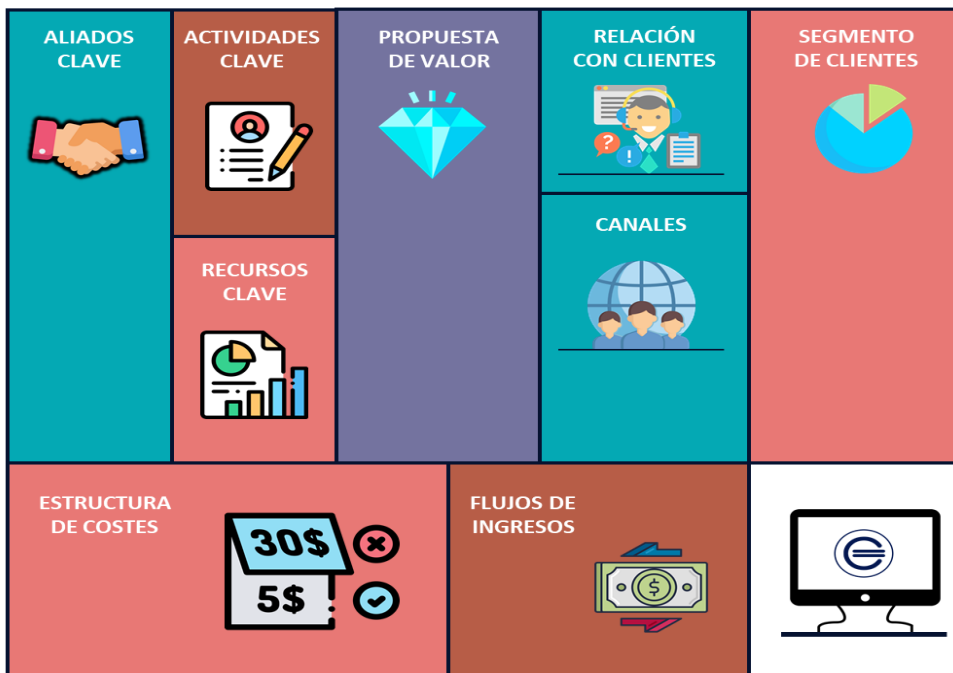 ALIADOS
CLAVE
ACTIVIDADES
CLAVE
RECURSOS
CLAVE
PROPUESTA
DE VALOR
RELACIÓN
CON CLIENTES
CANALES
SEGMENTO
DE CLIENTES
ESTRUCTURA
DE COSTES
30$
5$
FLUJOS DE
INGRESOS
$
?
!